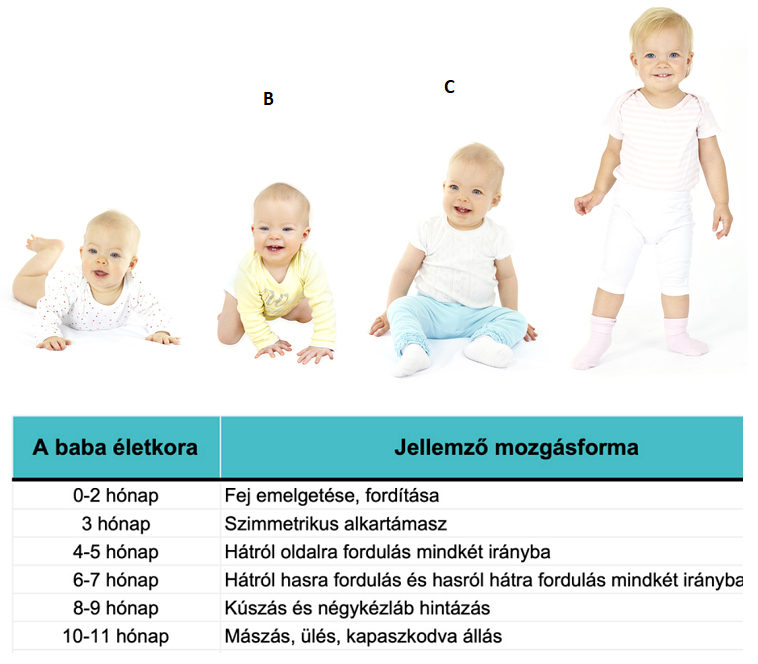 B
C
A baba életkora Jellemző mozgásforma
0-2 hónap Fej emelgetése, fordítása
3 hónap Szimmetrikus alkartámasz
4-5 hónap Hátról oldalra fordulás mindkét irányba
6-7 hónap Hátról hasra fordulás és hasról hátra fordulás mindkét irányba
8-9 hónap Kúszás és négykézláb hintázás
10-11 hónap Mászás, ülés, kapaszkodva állás